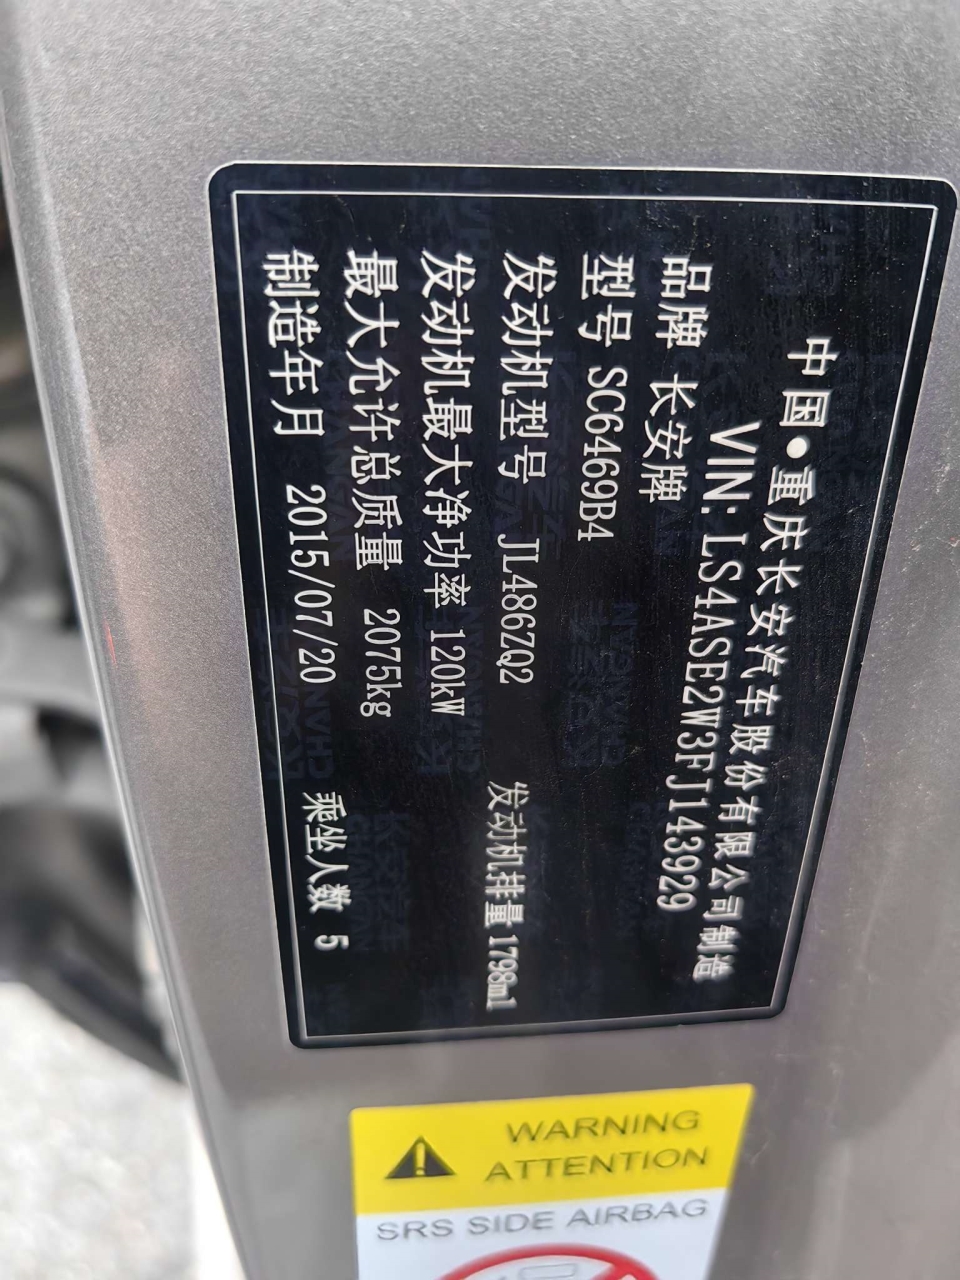 中国•重庆长安汽车股份有限公司制造
VIN: LS4ASE2W3FJ143929
品牌 长安牌
型号 SC6469B4
发动机型号 JL486ZQ2 发动机排量 1798ml
发动机最大净功率 120kW
最大允许总质量 2075kg
制造年月 2015/07/20 乘坐人数 5
WARNING
ATTENTION
SRS SIDE AIRBAG